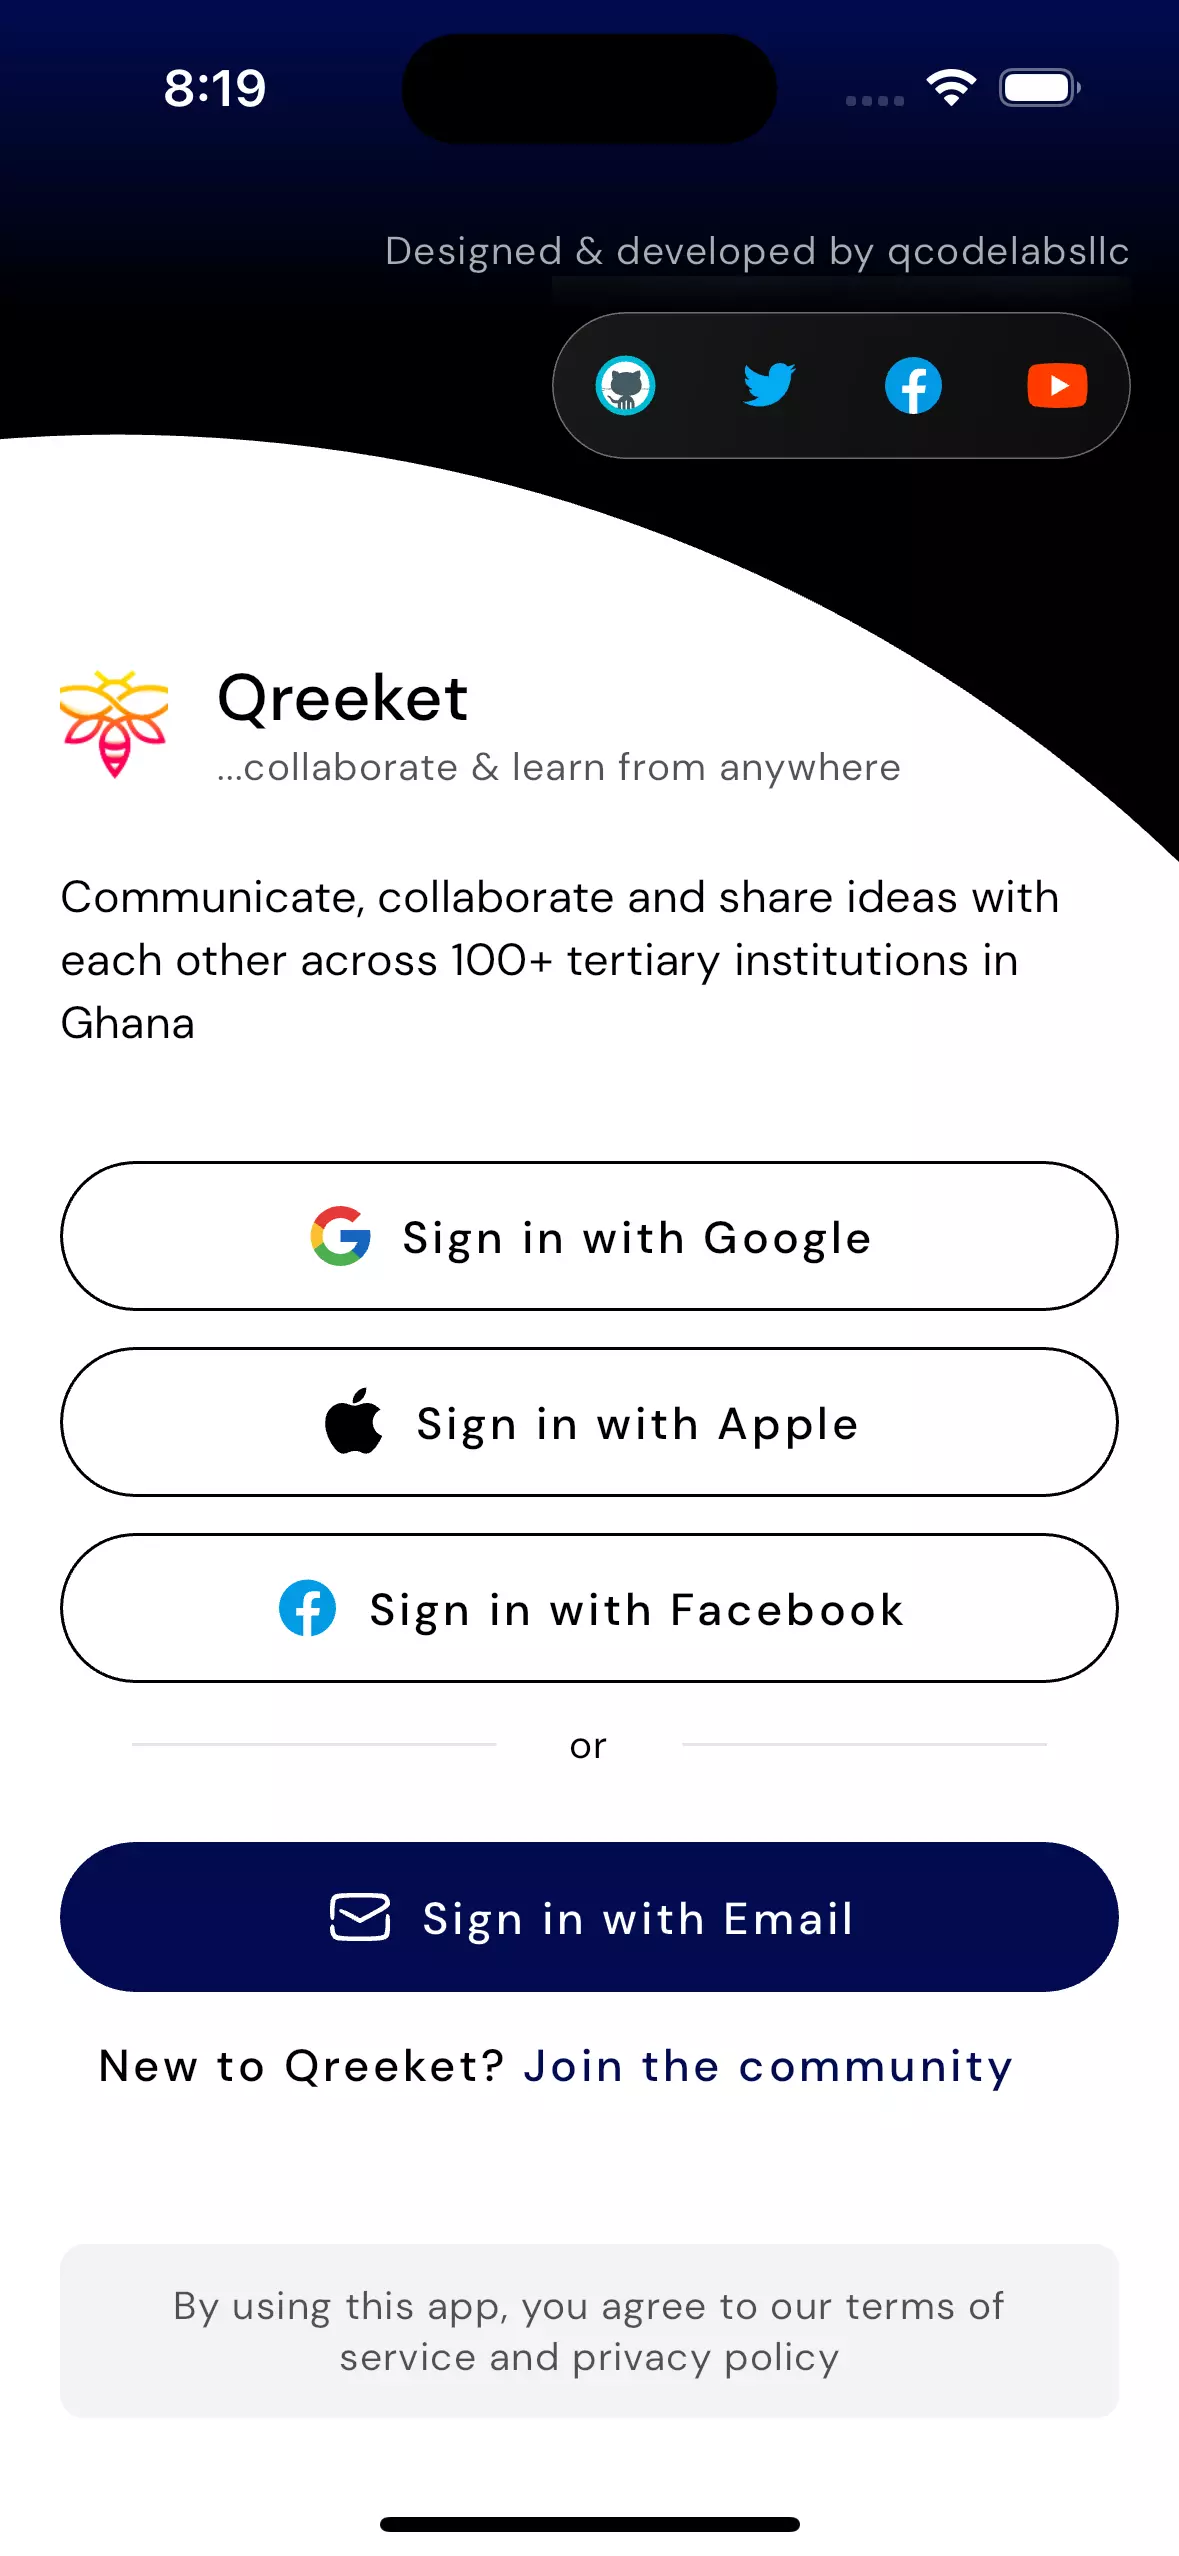 8:19
Designed & developed by qcodelabsllc
Qreeket
...collaborate & learn from anywhere
Communicate, collaborate and share ideas with
each other across 100+ tertiary institutions in
Ghana
Sign in with Google
Sign in with Apple
Sign in with Facebook
or
Sign in with Email
New to Qreeket? Join the community
By using this app, you agree to our terms of
service and privacy policy